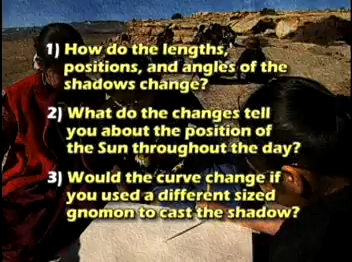 1) How do the lengths,
positions, and angles of the
shadows change?
2) What do the changes tell
you about the position of
the Sun throughout the day?
3) Would the curve change if
you used a different sized
gnomon to cast the shadow?